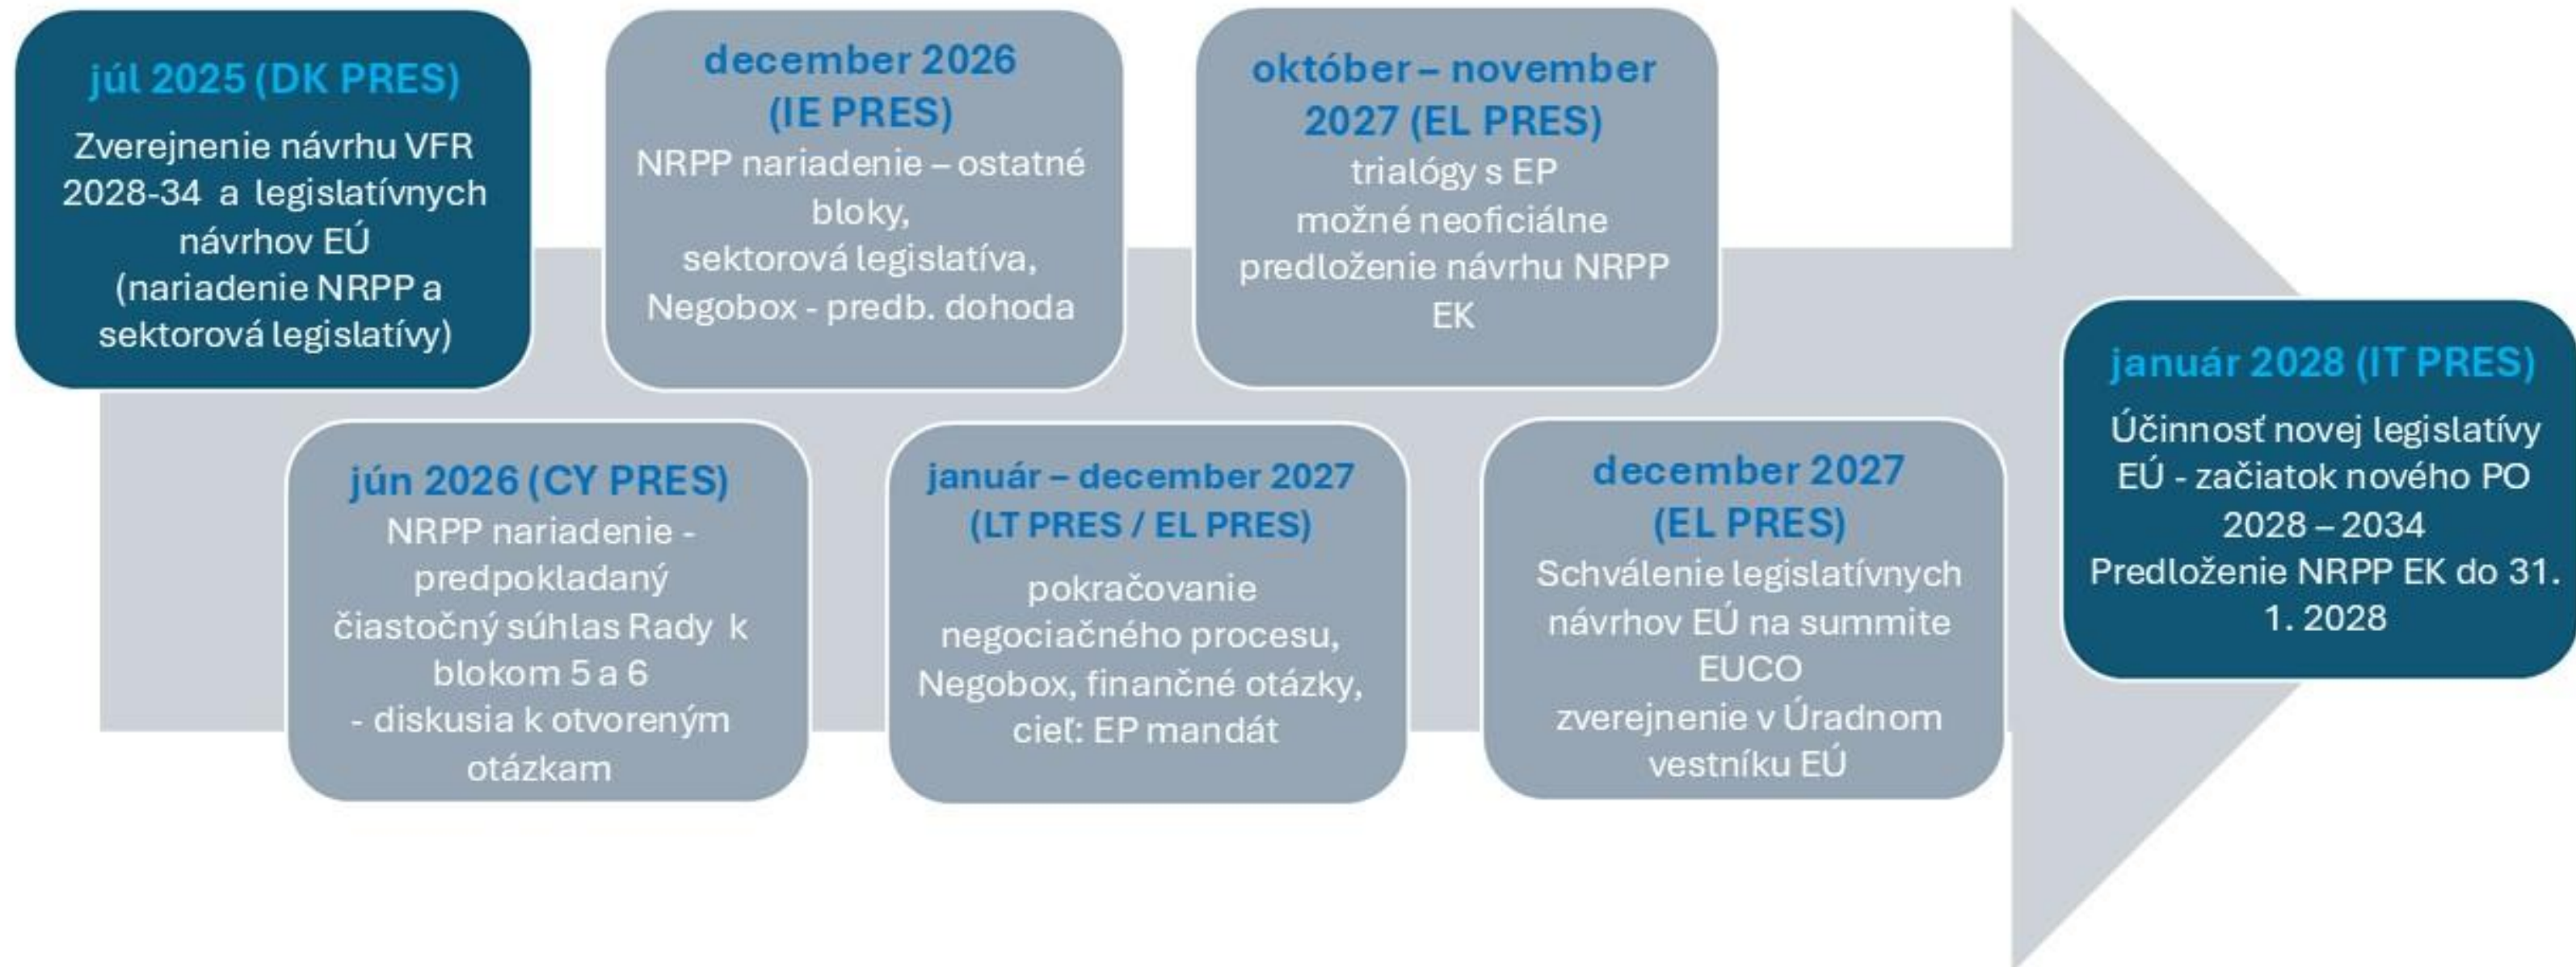 júl 2025 (DK PRES)
Zverejnenie návrhu VFR
2028-34 a legislatívnych
návrhov EÚ
(nariadenie NRPP a
sektorová legislatívy)
jún 2026 (CY PRES)
NRPP nariadenie -
predpokladaný
čiastočný súhlas Rady k
blokom 5 a 6
- diskusia k otvoreným
otázkam
december 2026
(IE PRES)
NRPP nariadenie – ostatné
bloky,
sektorová legislatíva,
Negobox - predb. dohoda
január – december 2027
(LT PRES / EL PRES)
pokračovanie
negociačného procesu,
Negobox, finančné otázky,
cieľ: EP mandát
október – november
2027 (EL PRES)
trialógy s EP
možné neoficiálne
predloženie návrhu NRPP
EK
december 2027
(EL PRES)
Schválenie legislatívnych
návrhov EÚ na summite
EUCO
zverejnenie v Úradnom
vestníku EÚ
január 2028 (IT PRES)
Účinnosť novej legislatívy
EÚ - začiatok nového PO
2028 – 2034
Predloženie NRPP EK do 31.
1. 2028